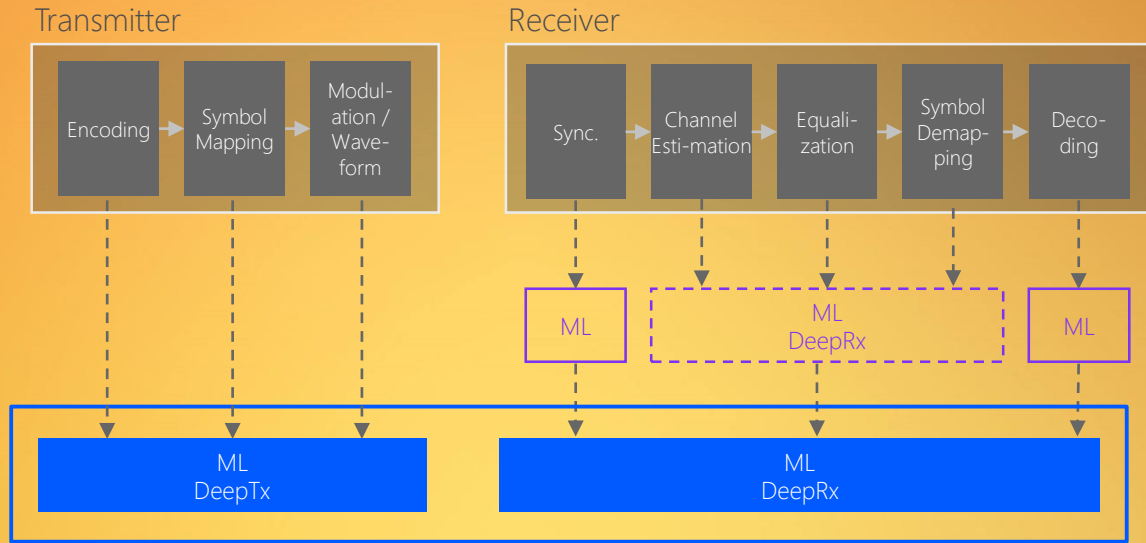 Transmitter
Receiver
Encoding
Symbol
Mapping
Modul-
ation /
Wave-
form
Sync.
Channel
Esti-mation
Equali-
zation
Symbol
Demap-
ping
Deco-
ding
ML
ML
DeepRx
ML
ML
DeepTx
ML
DeepRx